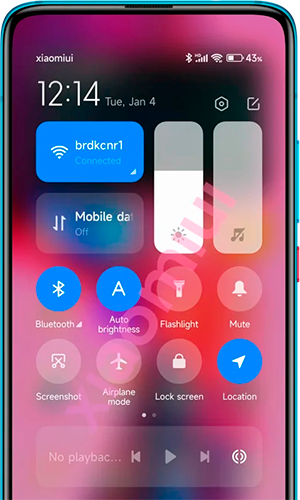 xiaomiui
43%
12:14 Tue, Jan 4
brdkcnr1
Connected
Mobile da
Off
Bluetooth
Auto
brightness
Flashlight
Mute
Screenshot
Airplane
mode
Lock screen
Location
No playbac...
xiaomiui